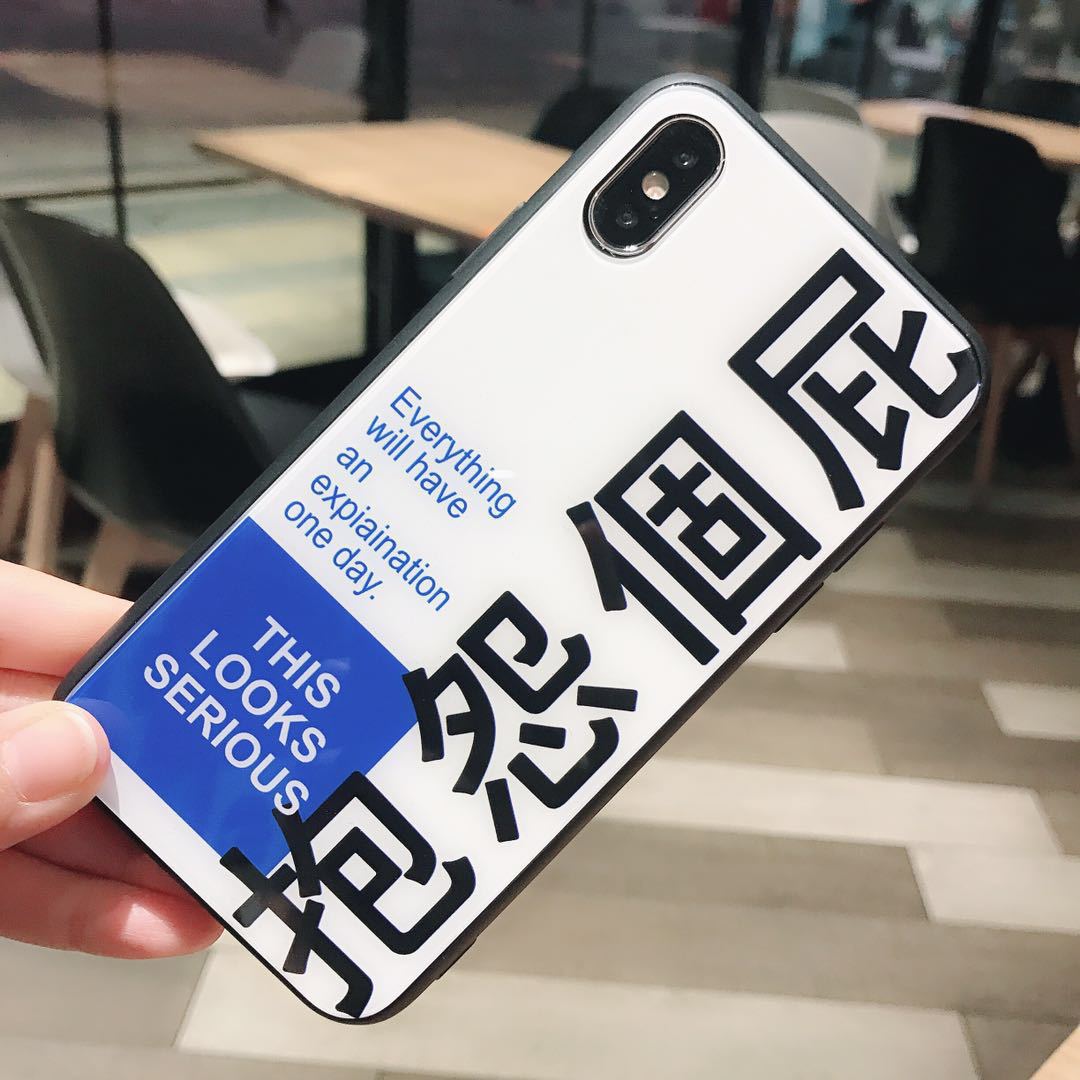 抱怨個屁
Everything
will have
an
expiaination
one day.
THIS
LOOKS
SERIOUS